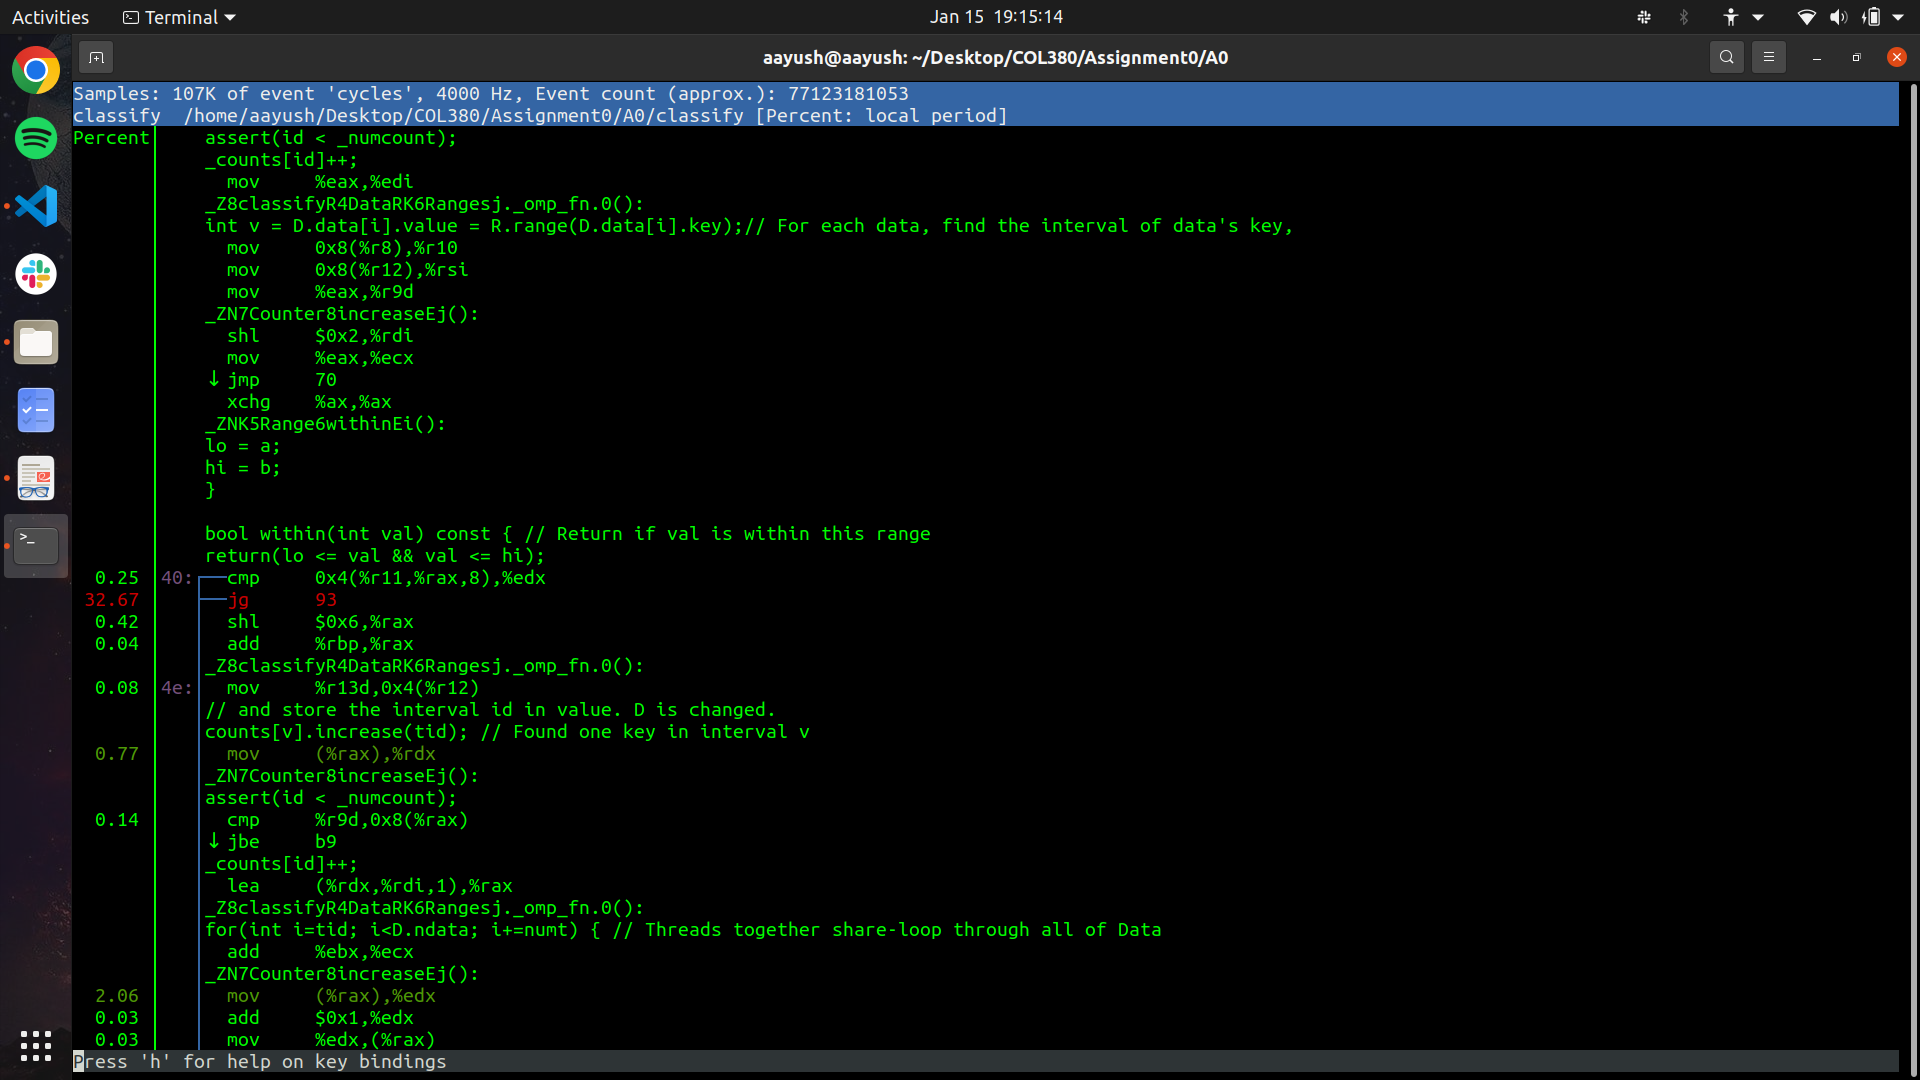 Activities Terminal Jan 15 19:15:14
aayush@aayush: ~/Desktop/COL380/Assignment0/A0
Samples: 107K of event 'cycles', 4000 Hz, Event count (approx.): 77123181053
classify /home/aayush/Desktop/COL380/Assignment0/A0/classify [Percent: local period]
Percent assert(id < _numcount);
_counts[id]++;
mov %eax,%edi
_Z8classifyR4DataRK6Rangesj._omp_fn.0():
int v = D.data[i].value = R.range(D.data[i].key);// For each data, find the interval of data's key,
mov 0x8(%r8),%r10
mov 0x8(%r12),%rsi
mov %eax,%r9d
_ZN7Counter8increaseEj():
shl $0x2,%rdi
mov %eax,%ecx
↓ jmp 70
xchg %ax,%ax
_ZNK5Range6withinEi():
lo = a;
hi = b;
}
bool within(int val) const { // Return if val is within this range
return(lo <= val && val <= hi);
0.25 40: cmp 0x4(%r11,%rax,8),%edx
32.67 jg 93
0.42 shl $0x6,%rax
0.04 add %rbp,%rax
_Z8classifyR4DataRK6Rangesj._omp_fn.0():
0.08 4e: mov %r13d,0x4(%r12)
// and store the interval id in value. D is changed.
counts[v].increase(tid); // Found one key in interval v
0.77 mov (%rax),%rdx
_ZN7Counter8increaseEj():
assert(id < _numcount);
0.14 cmp %r9d,0x8(%rax)
↓ jbe b9
_counts[id]++;
lea (%rdx,%rdi,1),%rax
_Z8classifyR4DataRK6Rangesj._omp_fn.0():
for(int i=tid; i<D.ndata; i+=numt) { // Threads together share-loop through all of Data
add %ebx,%ecx
_ZN7Counter8increaseEj():
2.06 mov (%rax),%edx
0.03 add $0x1,%edx
0.03 mov %edx,(%rax)
Press 'h' for help on key bindings